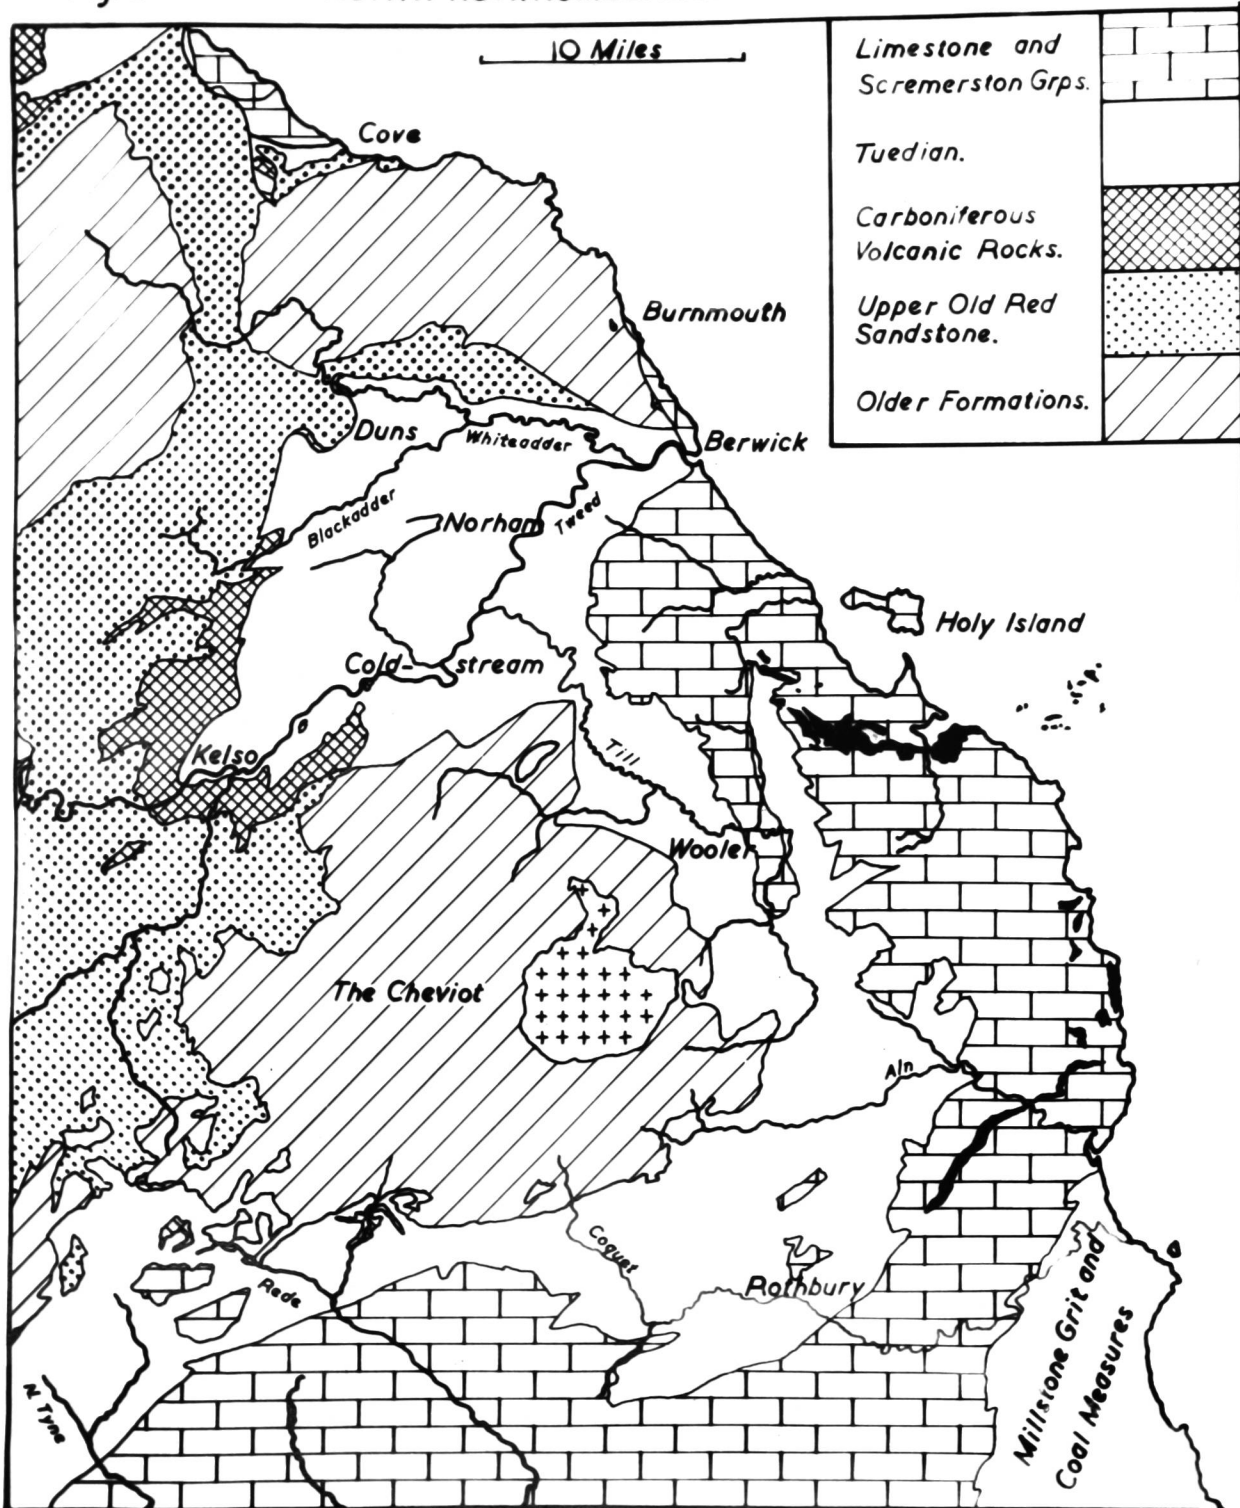 10 Miles
Limestone and
Scremerston Grps.
Tuedian.
Carboniferous
Volcanic Rocks.
Upper Old Red
Sandstone.
Older Formations.
Cove
Burnmouth
Berwick
Duns
Whiteadder
Blackadder
Norham
Tweed
Holy Island
Cold-stream
Kelso
Till
Wooler
The Cheviot
Aln
Coquet
Rothbury
Rede
N. Tyne
Millstone Grit and
Coal Measures